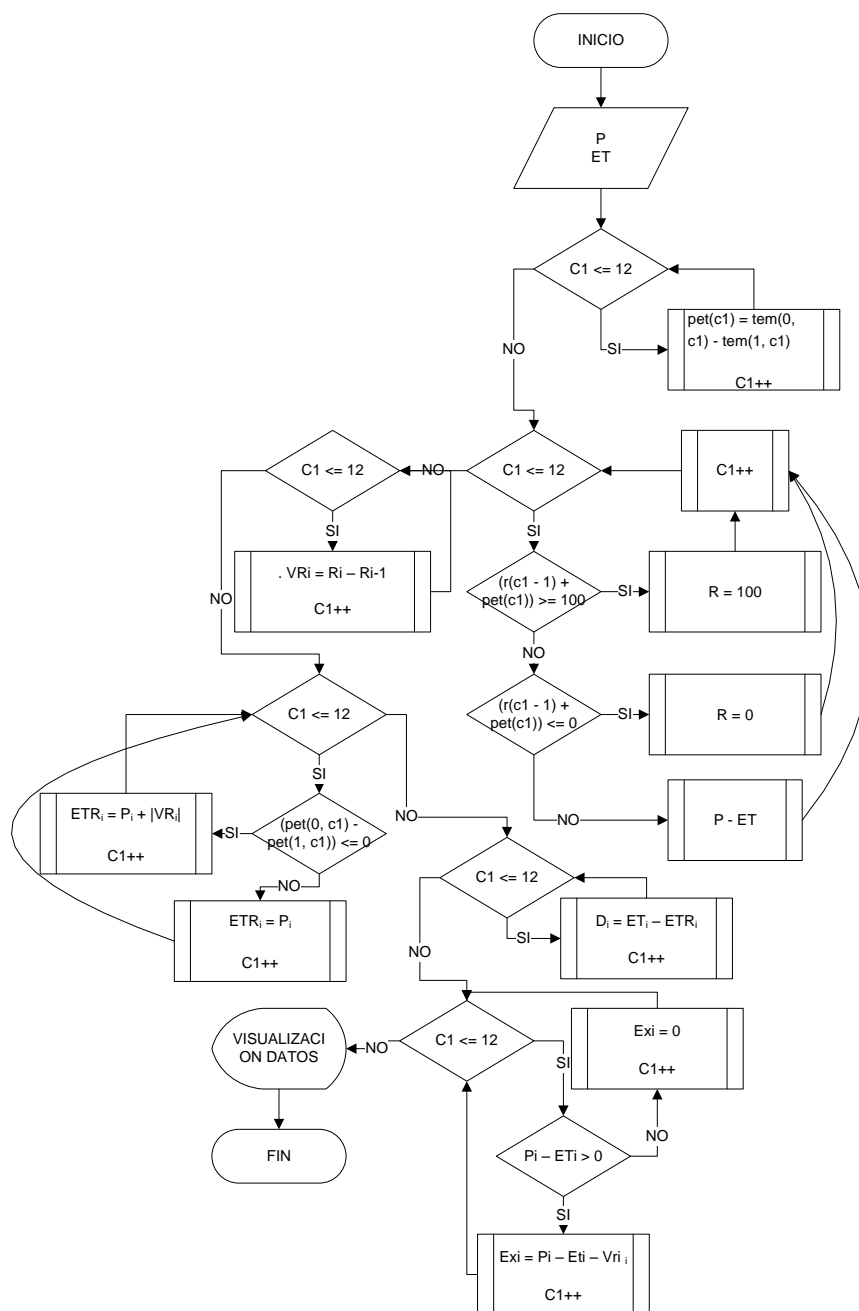 INICIO
P
ET
C1 <= 12
SI
NO
pet(c1) = tem(0,
c1) - tem(1, c1)
C1++
C1 <= 12
NO
C1 <= 12
C1++
SI
SI
. VRi = Ri – Ri-1
C1++
NO
(r(c1 - 1) +
pet(c1)) >= 100
SI
R = 100
NO
C1 <= 12
(r(c1 - 1) +
pet(c1)) <= 0
SI
R = 0
SI
NO
ETRi = Pi + |VRi|
C1++
SI
(pet(0, c1) -
pet(1, c1)) <= 0
NO
P - ET
NO
ETRi = Pi
C1++
C1 <= 12
SI
Di = ETi – ETRi
C1++
NO
VISUALIZACI
ON DATOS
NO
C1 <= 12
SI
Exi = 0
C1++
FIN
Pi – ETi > 0
NO
SI
Exi = Pi – Eti – Vri i
C1++